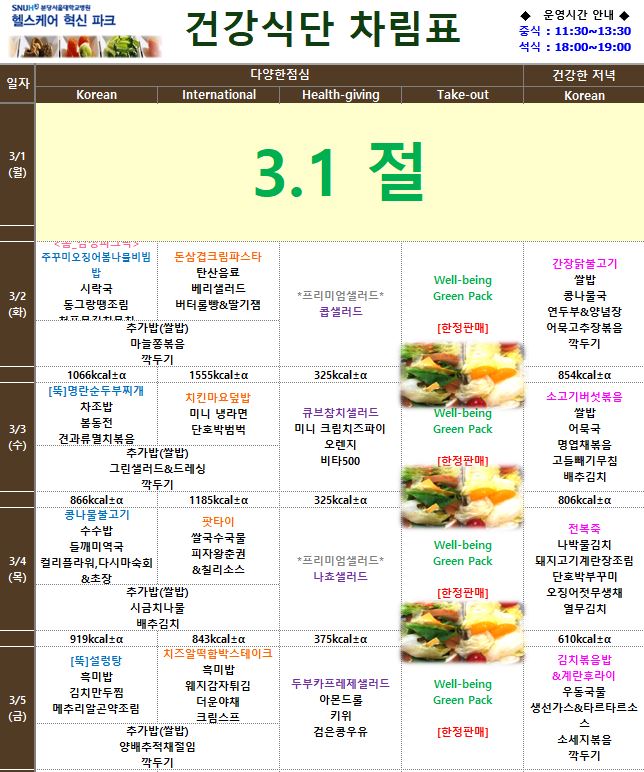 SNUH 분당서울대학교병원
헬스케어 혁신 파크
건강식단 차림표
◆ 운영시간 안내 ◆
중식 : 11:30~13:30
석식 : 18:00~19:00
일자
다양한점심
건강한 저녁
Korean
International
Health-giving
Take-out
Korean
3/1
(월)
3.1 절
3/2
(화)
주꾸미오징어봄나물비빔
밥
시락국
동그랑땡조림
돈삼겹크림파스타
탄산음료
베리샐러드
버터롤빵&딸기잼
추가밥(쌀밥)
마늘쫑볶음
깍두기
*프리미엄샐러드*
콥샐러드
Well-being
Green Pack
[한정판매]
간장닭불고기
쌀밥
콩나물국
연두부&양념장
어묵고추장볶음
깍두기
1066kcal±α
1555kcal±α
325kcal±α
854kcal±α
3/3
(수)
[뚝]명란순두부찌개
차조밥
봄동전
견과류멸치볶음
치킨마요덮밥
미니 냉라면
단호박범벅
추가밥(쌀밥)
그린샐러드&드레싱
깍두기
큐브참치샐러드
미니 크림치즈파이
오렌지
비타500
Well-being
Green Pack
[한정판매]
소고기버섯볶음
쌀밥
어묵국
명엽채볶음
고들빼기무침
배추김치
866kcal±α
1185kcal±α
325kcal±α
806kcal±α
3/4
(목)
콩나물불고기
수수밥
들깨미역국
컬리플라워,다시마숙회
&초장
팟타이
쌀국수국물
피자왕춘권
&칠리소스
추가밥(쌀밥)
시금치나물
배추김치
*프리미엄샐러드*
나쵸샐러드
Well-being
Green Pack
[한정판매]
전복죽
나박물김치
돼지고기계란장조림
단호박부꾸미
오징어젓무생채
열무김치
919kcal±α
843kcal±α
375kcal±α
610kcal±α
3/5
(금)
[뚝]설렁탕
흑미밥
김치만두찜
메추리알곤약조림
치즈알떡함박스테이크
흑미밥
웨지감자튀김
더운야채
크림스프
추가밥(쌀밥)
양배추적채절임
깍두기
두부카프레제샐러드
아몬드롤
키위
검은콩우유
Well-being
Green Pack
[한정판매]
김치볶음밥
&계란후라이
우동국물
생선가스&타르타르소
스
소세지볶음
깍두기